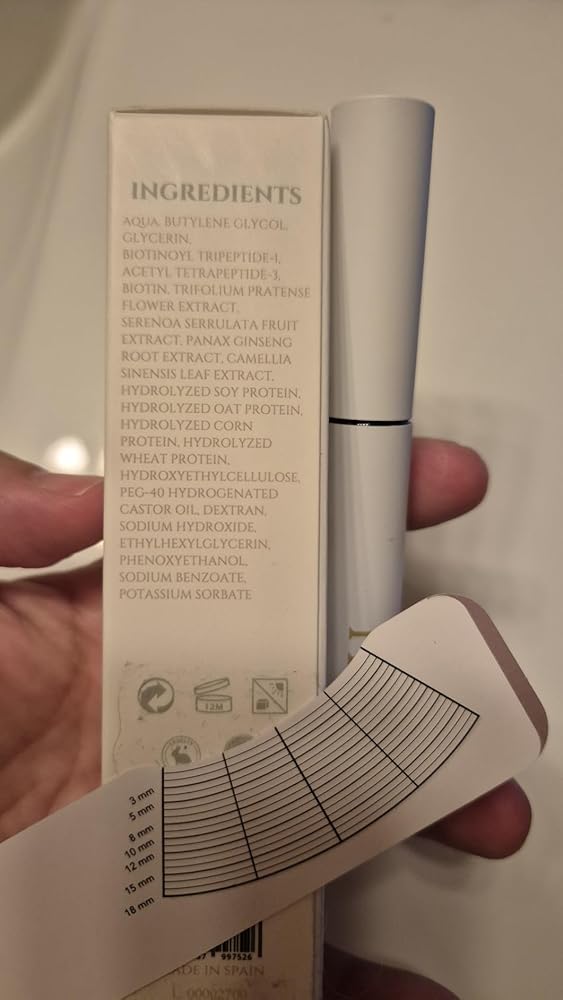 INGREDIENTS
AQUA, BUTYLENE GLYCOL,
GLYCERIN,
BIOTINOYL TRIPEPTIDE-1,
ACETYL TETRAPEPTIDE-3,
BIOTIN, TRIFOLIUM PRATENSE
FLOWER EXTRACT,
SERENOA SERRULATA FRUIT
EXTRACT, PANAX GINSENG
ROOT EXTRACT, CAMELLIA
SINENSIS LEAF EXTRACT,
HYDROLYZED SOY PROTEIN,
HYDROLYZED OAT PROTEIN,
HYDROLYZED CORN
PROTEIN, HYDROLYZED
WHEAT PROTEIN,
HYDROXYETHYLCELLULOSE,
PEG-40 HYDROGENATED
CASTOR OIL, DEXTRAN,
SODIUM HYDROXIDE,
ETHYLHEXYLGLYCERIN,
PHENOXYETHANOL,
SODIUM BENZOATE,
POTASSIUM SORBATE
12M
3 mm
5 mm
8 mm
10 mm
12 mm
15 mm
18 mm
997526
IN SPAIN